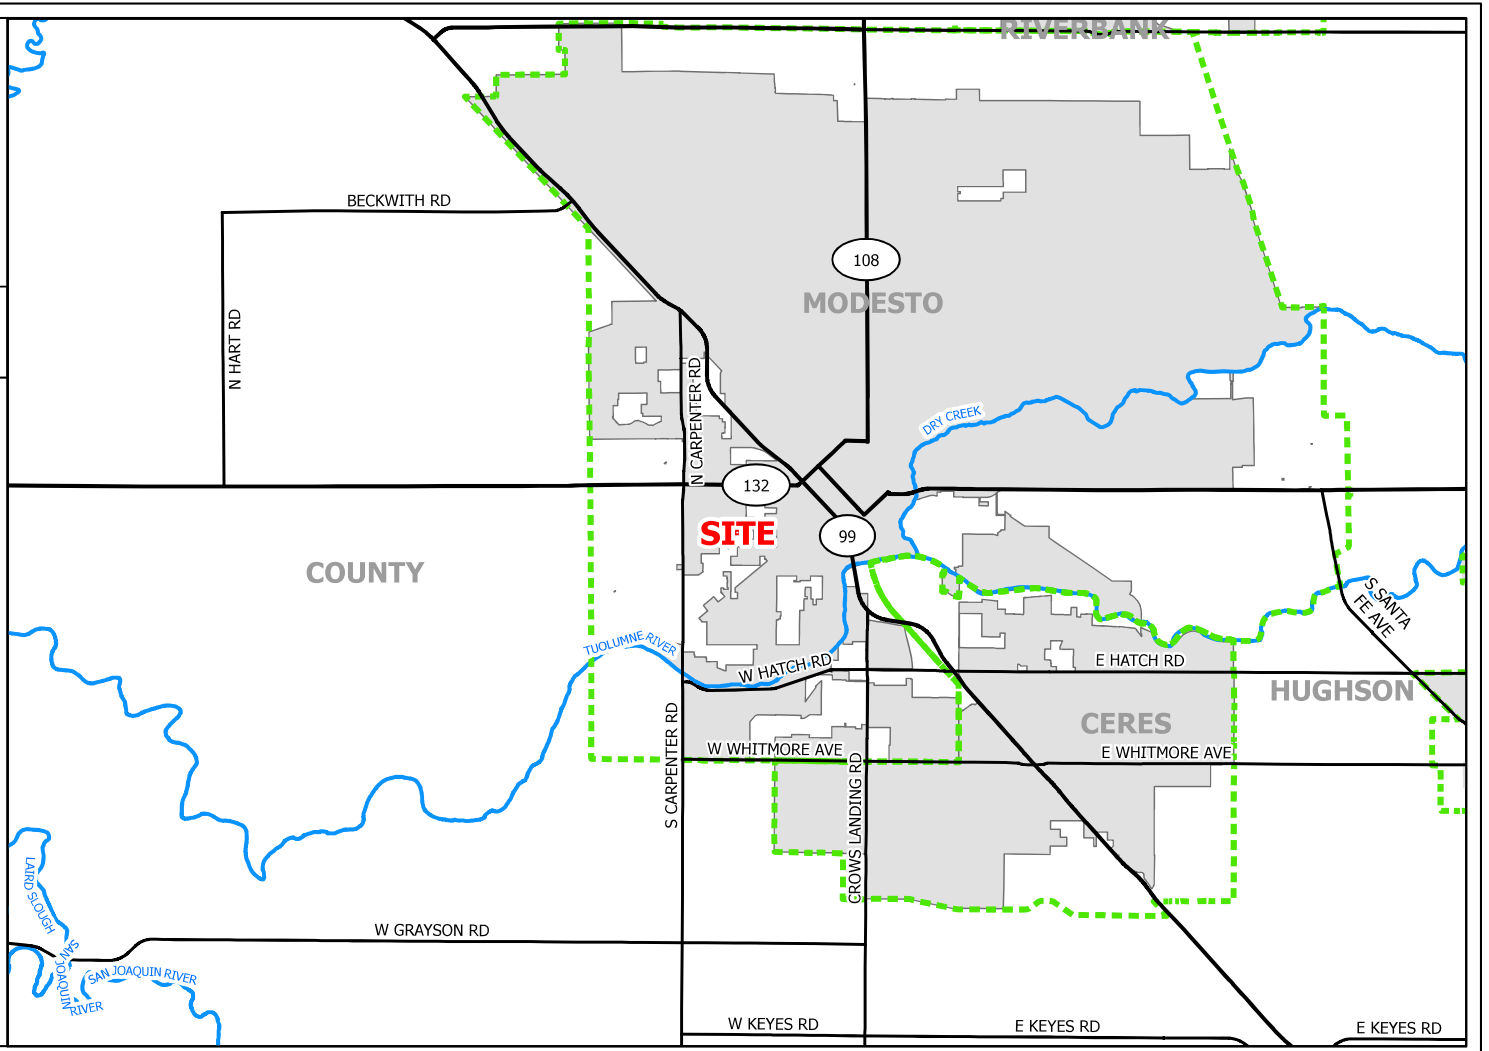 RIVERBANK
BECKWITH RD
108
MODESTO
N HART RD
N CARPENTER RD
DRY CREEK
132
SITE
99
COUNTY
S SANTA
FE AVE
TUOLUMNE RIVER
W HATCH RD
E HATCH RD
HUGHSON
CERES
S CARPENTER RD
W WHITMORE AVE
E WHITMORE AVE
CROWS LANDING RD
LAIRD SLOUGH
W GRAYSON RD
SAN JOAQUIN
RIVER
SAN JOAQUIN RIVER
W KEYES RD
E KEYES RD
E KEYES RD